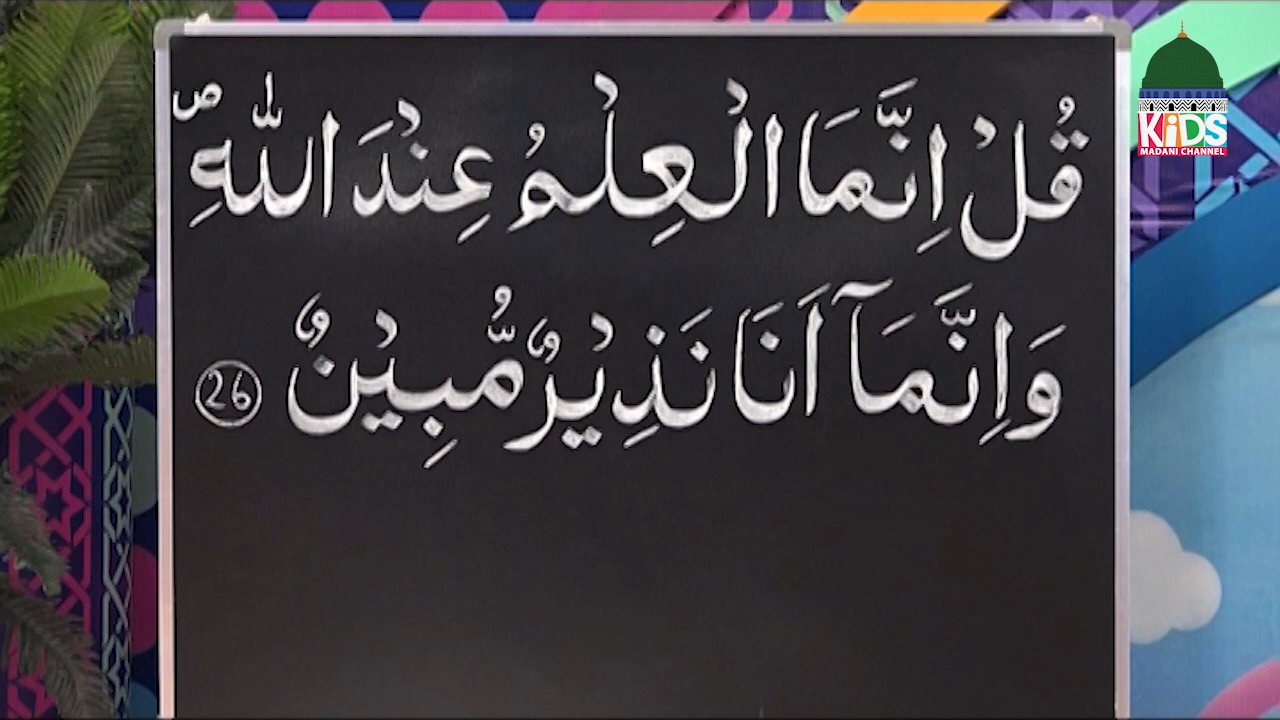 قُلْ اِنَّمَا الْعِلْمُ عِنْدَ اللّٰهِ ۪ص
وَاِنَّمَاۤ اَنَا نَذِیْرٌ مُّبِیْنٌ 26
KiDS
MADANI CHANNEL